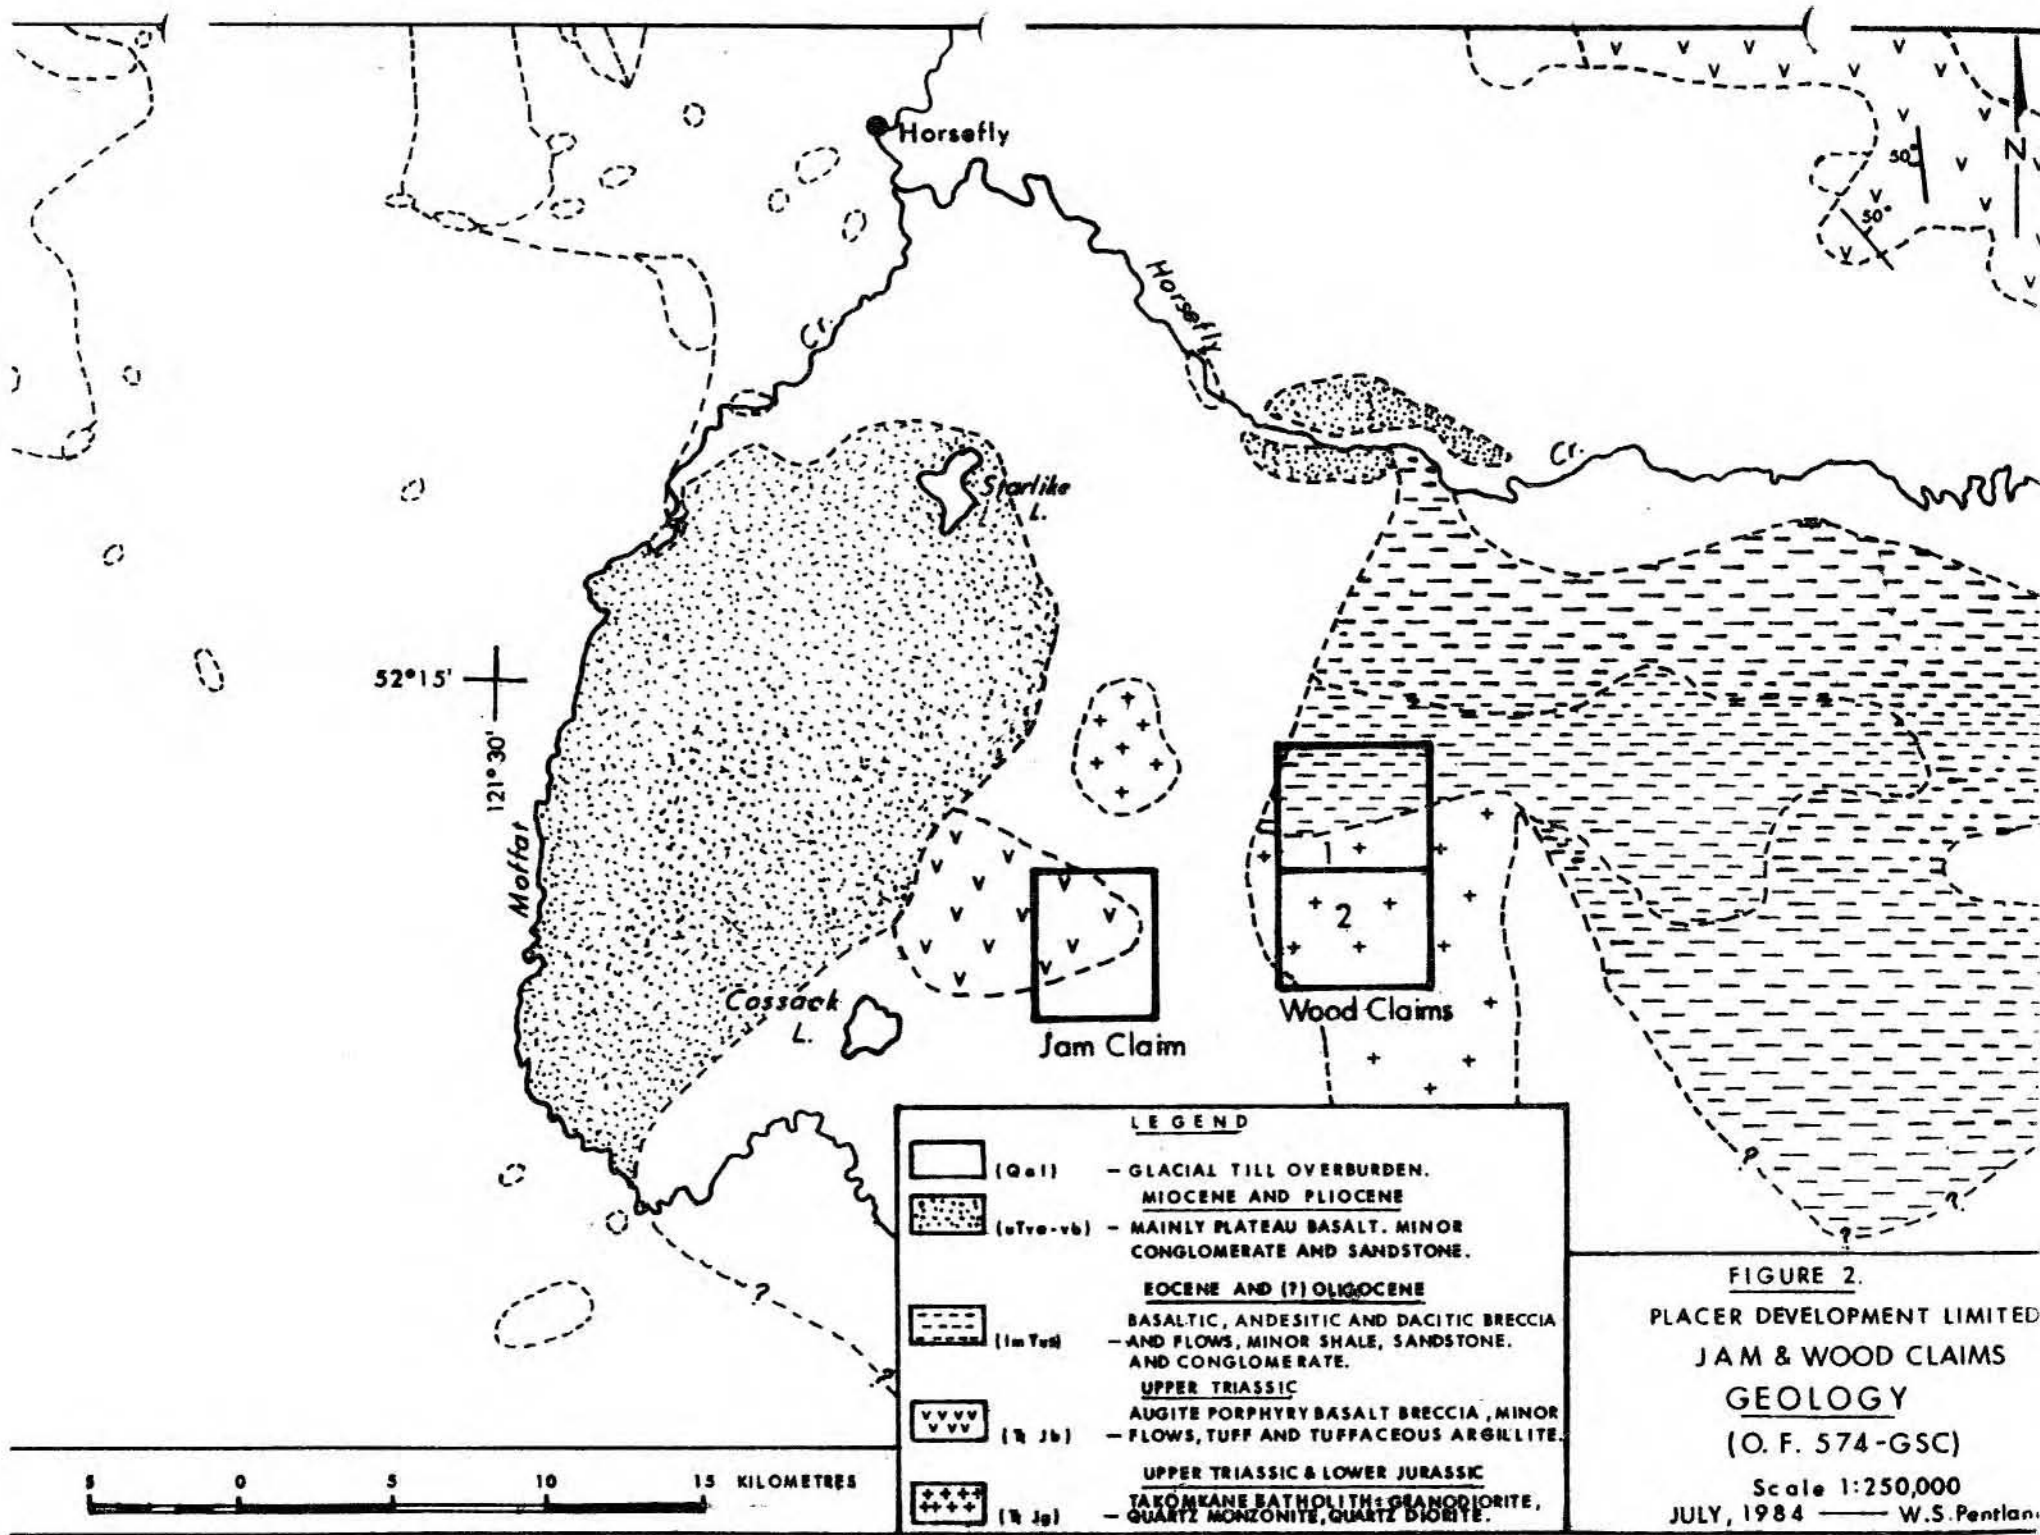 Horsefly
N
50°
50°
Horsefly
Cr.
Cr.
Starlike
L.
52°15'
121°30'
Moffat
1
2
Cossack
L.
Jam Claim
Wood Claims
?
?
?
?
?
LEGEND
(Qal) — GLACIAL TILL OVERBURDEN.
MIOCENE AND PLIOCENE
(uTva-vb) — MAINLY PLATEAU BASALT. MINOR
CONGLOMERATE AND SANDSTONE.
EOCENE AND (?) OLIGOCENE
BASALTIC, ANDESITIC AND DACITIC BRECCIA
(lmTvs) — AND FLOWS, MINOR SHALE, SANDSTONE.
AND CONGLOMERATE.
UPPER TRIASSIC
AUGITE PORPHYRY BASALT BRECCIA, MINOR
(Ŧ Jb) — FLOWS, TUFF AND TUFFACEOUS ARGILLITE.
UPPER TRIASSIC & LOWER JURASSIC
TAKOMKANE BATHOLITH: GRANODIORITE,
(Ŧ Jg) — QUARTZ MONZONITE, QUARTZ DIORITE.
FIGURE 2.
PLACER DEVELOPMENT LIMITED
JAM & WOOD CLAIMS
GEOLOGY
(O. F. 574-GSC)
Scale 1:250,000
JULY, 1984 —— W.S. Pentlan
5 0 5 10 15 KILOMETRES